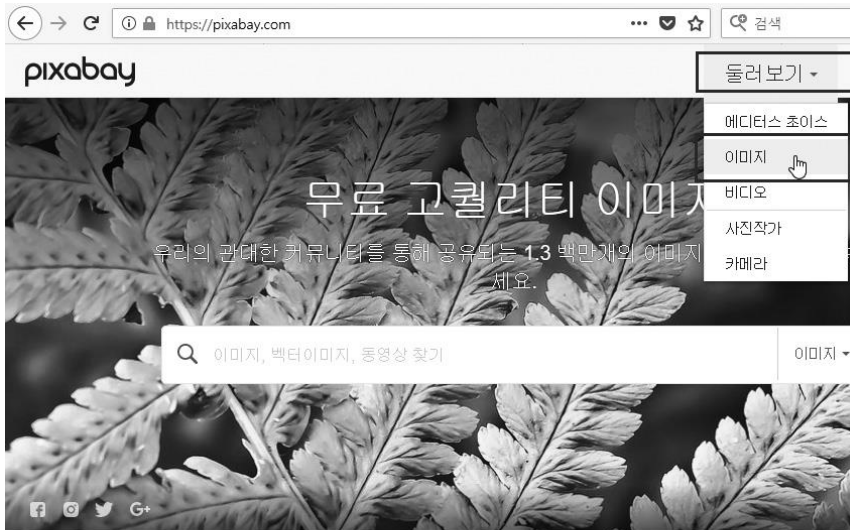 https://pixabay.com
검색
pixabay
둘러보기
에디터스 초이스
이미지
비디오
사진작가
카메라
무료 고퀄리티 이미지
우리의 관대한 커뮤니티를 통해 공유되는 1.3 백만개의 이미지
세요.
이미지, 벡터이미지, 동영상 찾기
이미지
G+